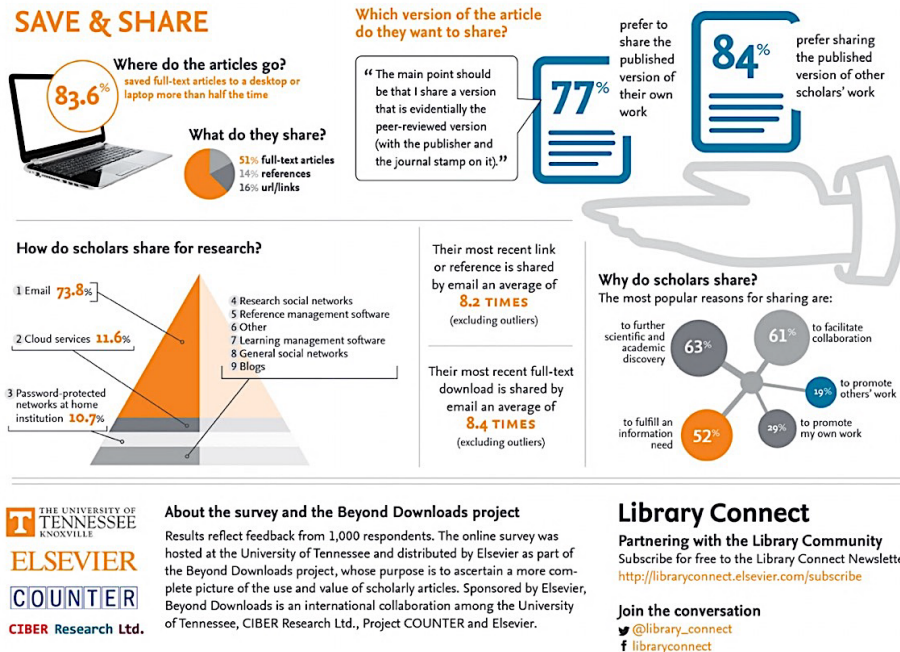 SAVE & SHARE
Where do the articles go?
83.6%
saved full-text articles to a desktop or
laptop more than half the time
What do they share?
51% full-text articles
14% references
16% url/links
Which version of the article
do they want to share?
“ The main point should
be that I share a version
that is evidentially the
peer-reviewed version
(with the publisher and
the journal stamp on it).”
77%
prefer to
share the
published
version of
their own
work
84%
prefer sharing
the published
version of other
scholars' work
How do scholars share for research?
1 Email 73.8%
2 Cloud services 11.6%
3 Password-protected
networks at home
institution 10.7%
4 Research social networks
5 Reference management software
6 Other
7 Learning management software
8 General social networks
9 Blogs
Their most recent link
or reference is shared
by email an average of
8.2 TIMES
(excluding outliers)
Their most recent full-text
download is shared by
email an average of
8.4 TIMES
(excluding outliers)
Why do scholars share?
The most popular reasons for sharing are:
to further
scientific and
academic
discovery
63%
61%
to facilitate
collaboration
19%
to promote
others' work
to fulfill an
information
need
52%
29%
to promote
my own work
T THE UNIVERSITY OF
TENNESSEE
KNOXVILLE
ELSEVIER
COUNTER
CIBER Research Ltd.
About the survey and the Beyond Downloads project
Results reflect feedback from 1,000 respondents. The online survey was
hosted at the University of Tennessee and distributed by Elsevier as part of
the Beyond Downloads project, whose purpose is to ascertain a more com-
plete picture of the use and value of scholarly articles. Sponsored by Elsevier,
Beyond Downloads is an international collaboration among the University
of Tennessee, CIBER Research Ltd., Project COUNTER and Elsevier.
Library Connect
Partnering with the Library Community
Subscribe for free to the Library Connect Newslette
http://libraryconnect.elsevier.com/subscribe
Join the conversation
@library_connect
f libraryconnect